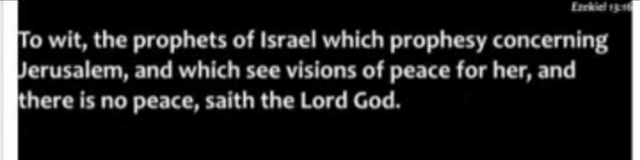 Ezekiel 13:16
To wit, the prophets of Israel which prophesy concerning
Jerusalem, and which see visions of peace for her, and
there is no peace, saith the Lord God.